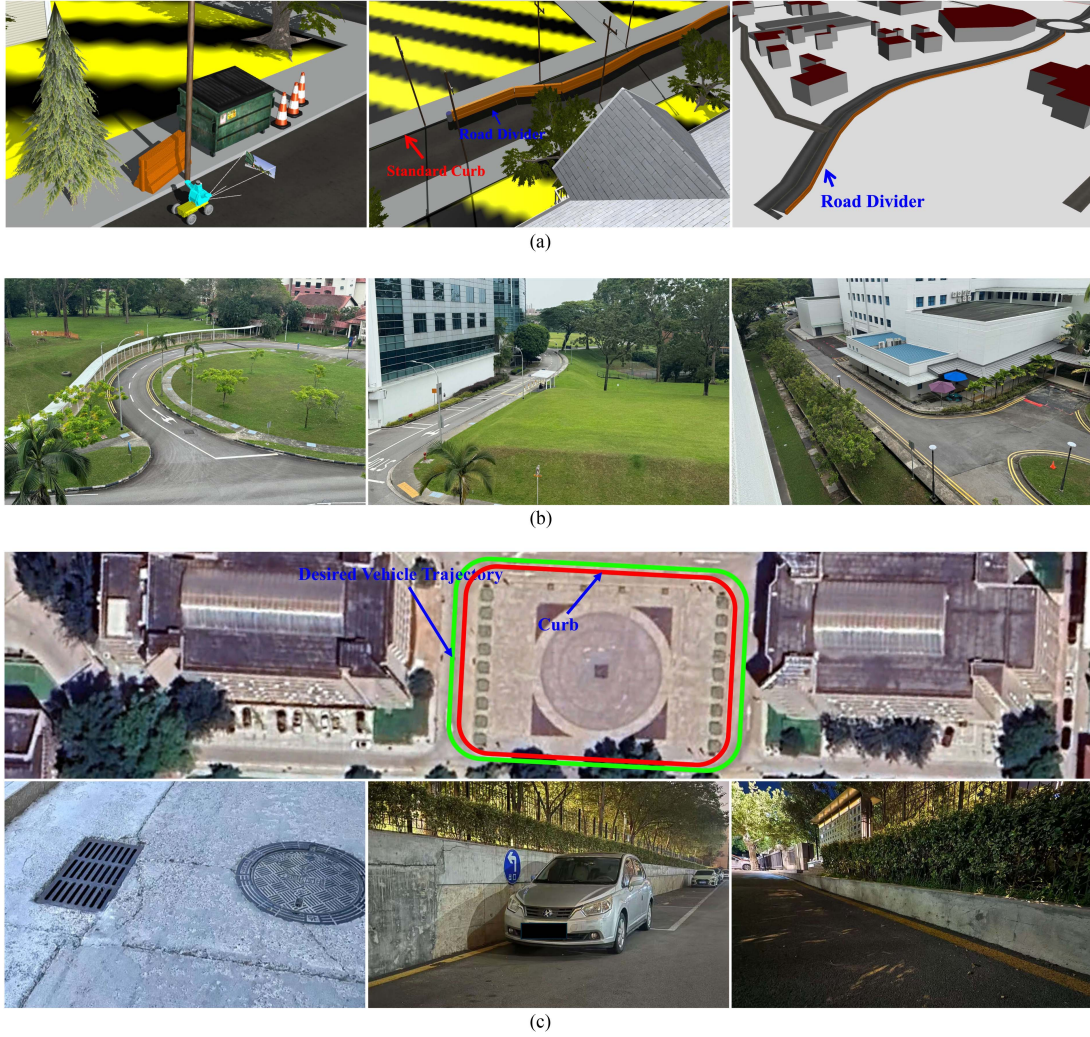 Road Divider
Standard Curb
Road Divider
(a)
(b)
Desired Vehicle Trajectory
Curb
(c)